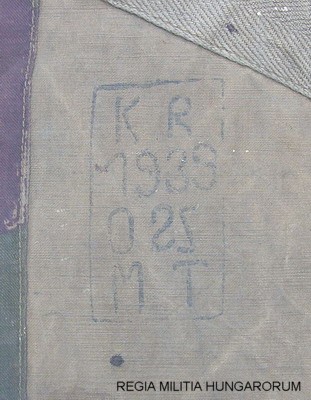 K R
1938
025
M T
REGIA MILITIA HUNGARORUM